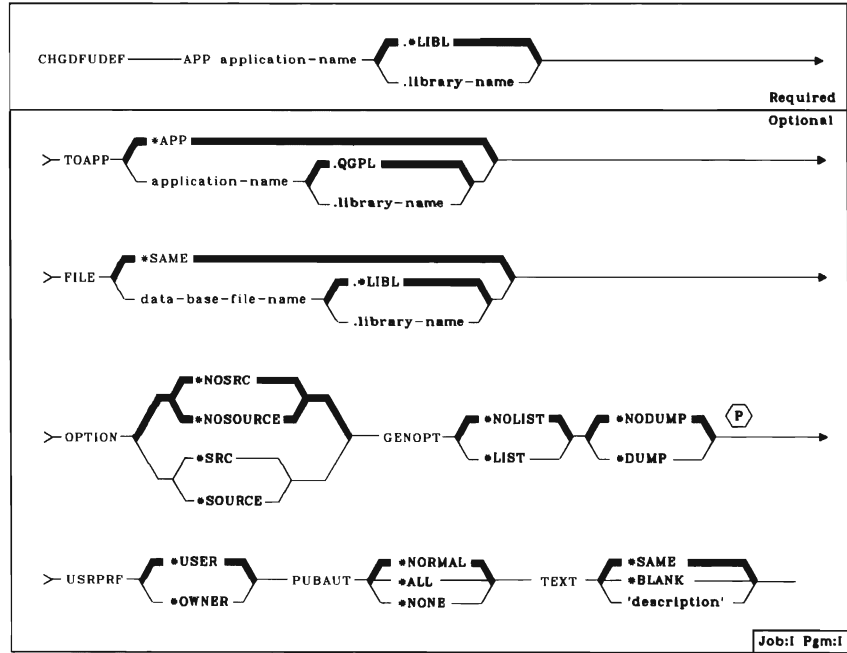 .*LIBL
CHGDFUDEF APP application-name
.library-name
Required
Optional
*APP
TOAPP
.QGPL
application-name
.library-name
*SAME
FILE
.*LIBL
data-base-file-name
.library-name
*NOSRC
*NOSOURCE
*NOLIST *NODUMP P
OPTION GENOPT
*SRC *LIST *DUMP
*SOURCE
*USER *NORMAL *SAME
USRPRF PUBAUT *ALL TEXT *BLANK
*OWNER *NONE 'description'
Job:I Pgm:I